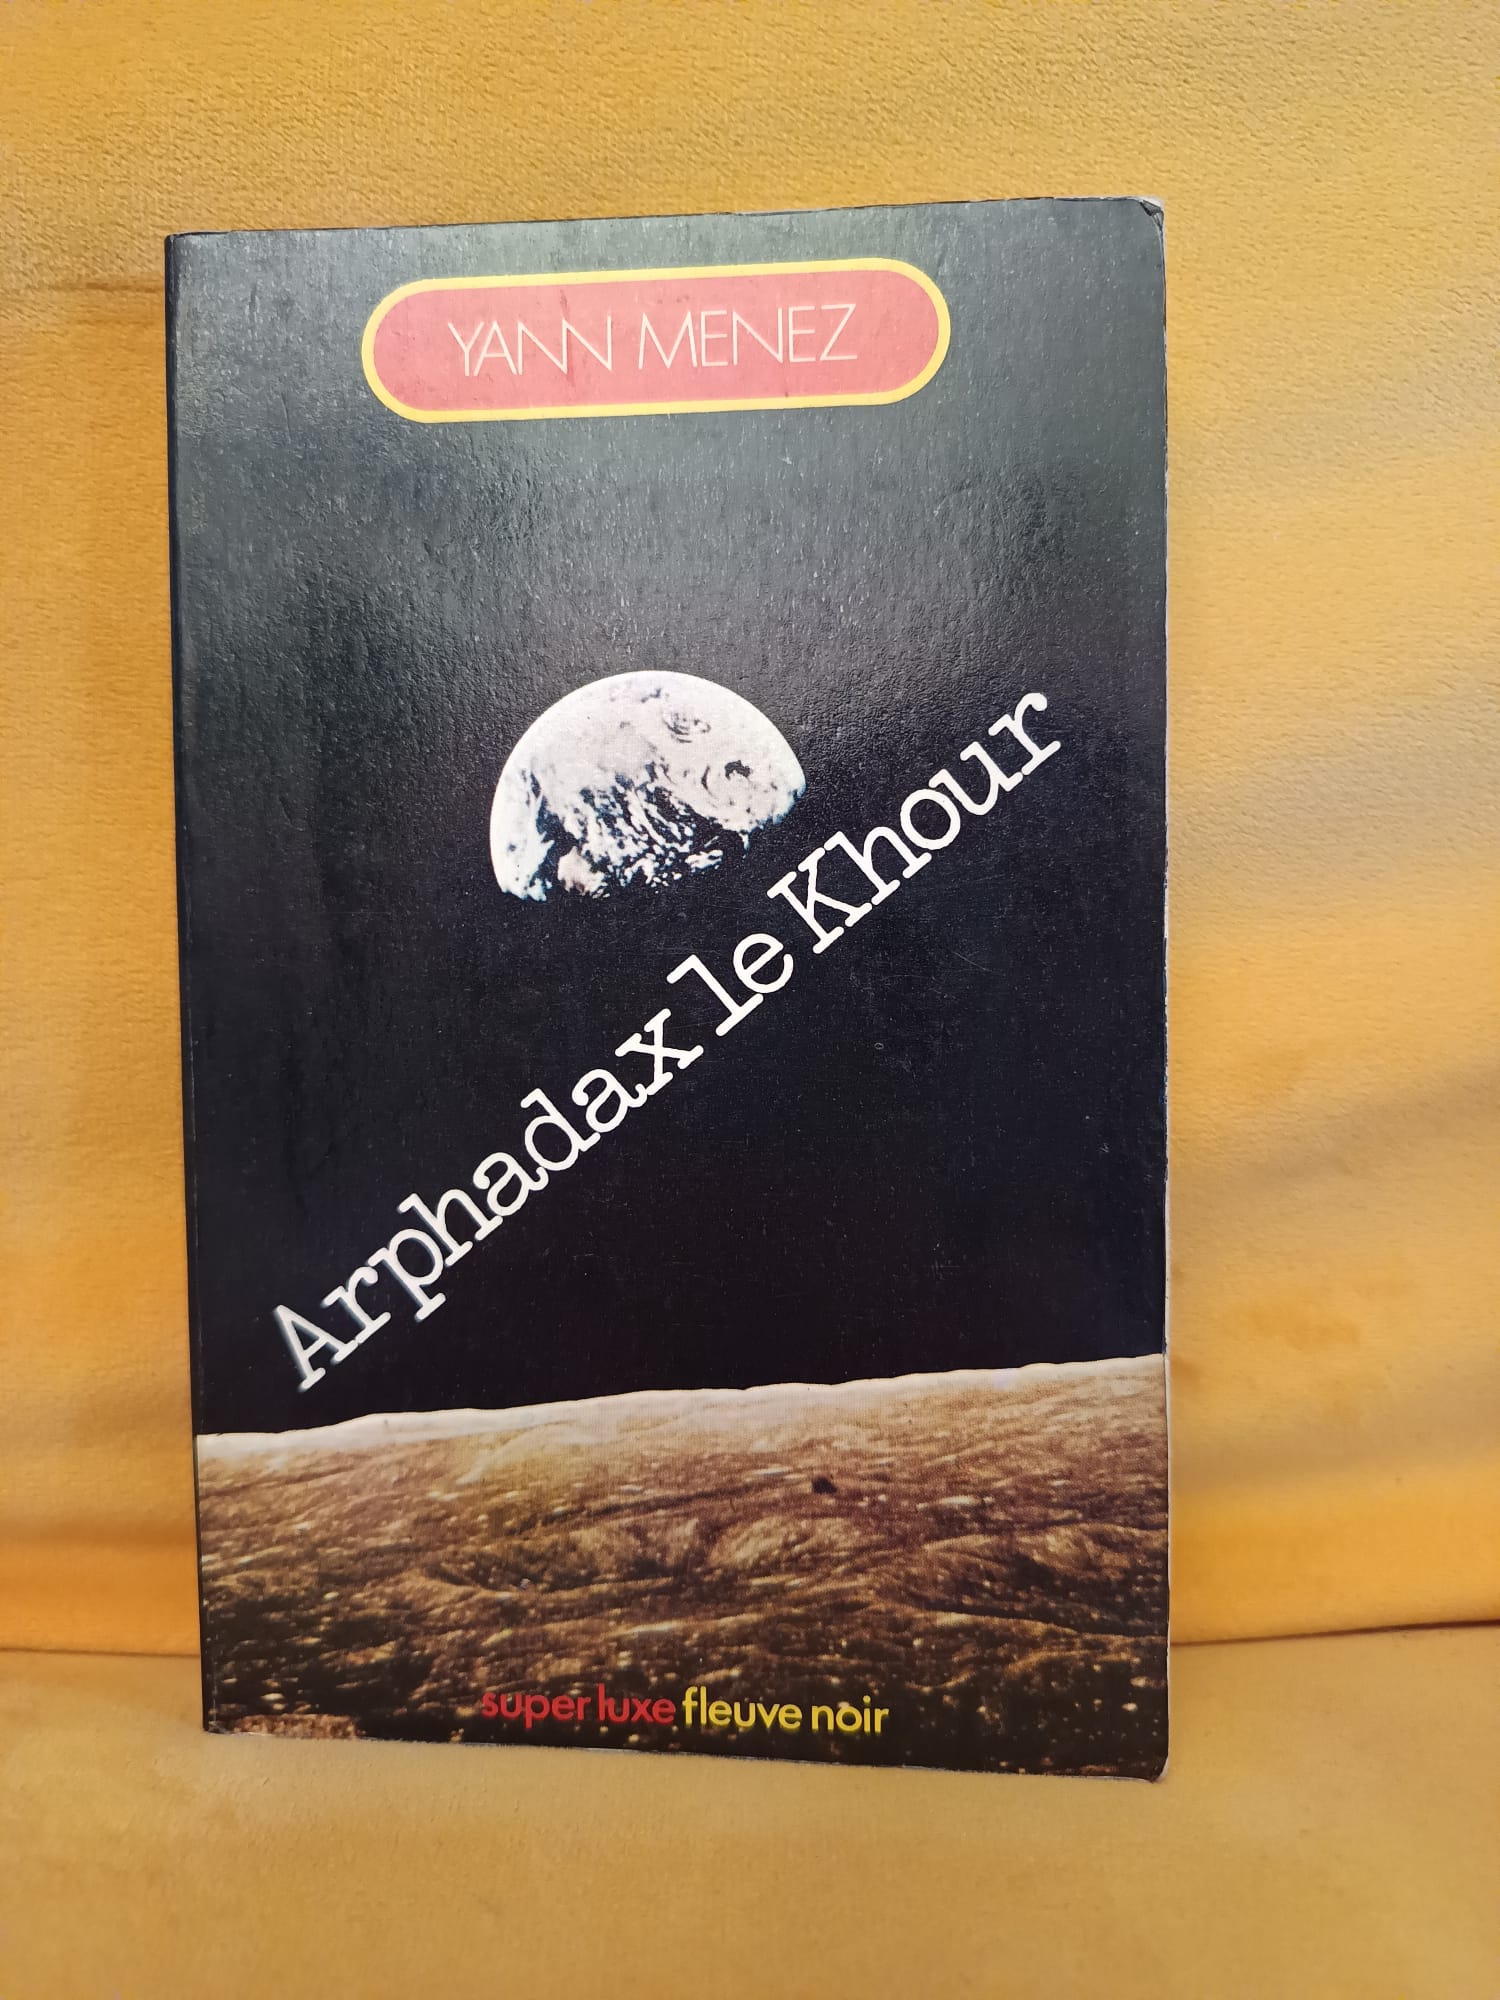 YANN MENEZ
Arphadax le Khour
super luxe fleuve noir